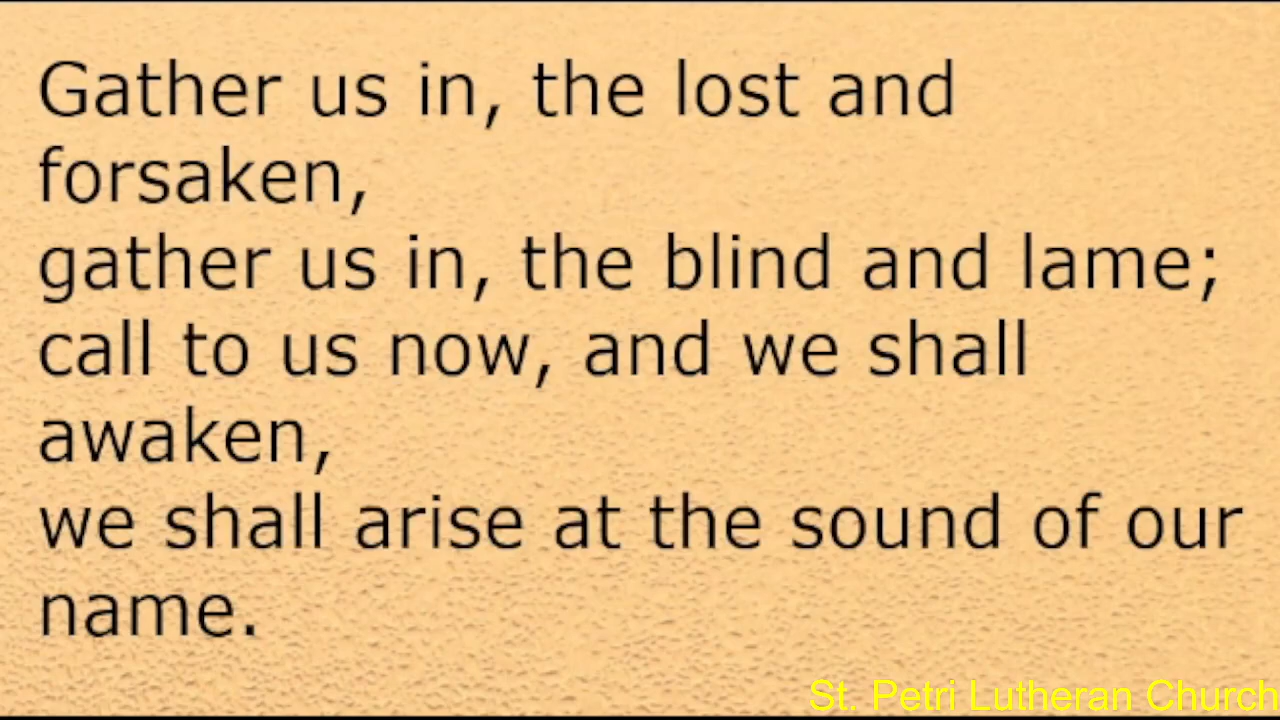 Gather us in, the lost and
forsaken,
gather us in, the blind and lame;
call to us now, and we shall
awaken,
we shall arise at the sound of our
name.
St. Petri Lutheran Church